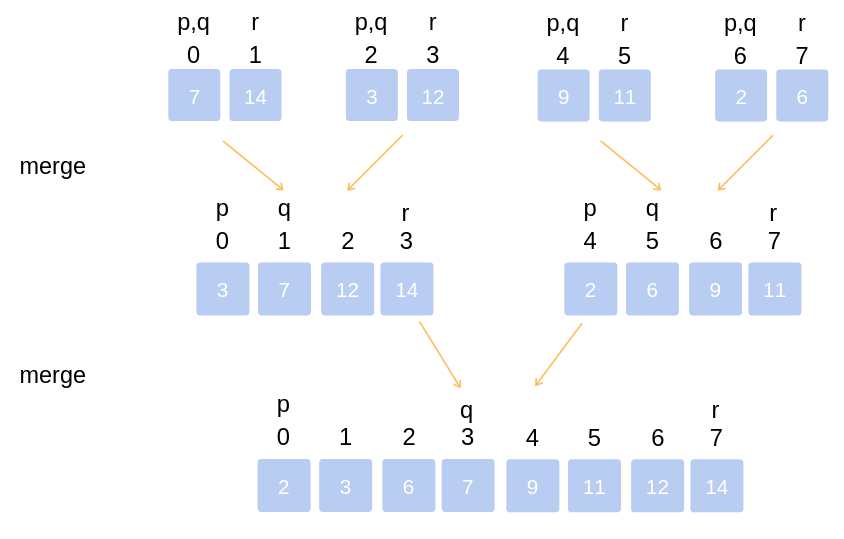 p,q r p,q r p,q r p,q r
0 1 2 3 4 5 6 7
7 14 3 12 9 11 2 6
merge
p q r p q r
0 1 2 3 4 5 6 7
3 7 12 14 2 6 9 11
merge
p q r
0 1 2 3 4 5 6 7
2 3 6 7 9 11 12 14